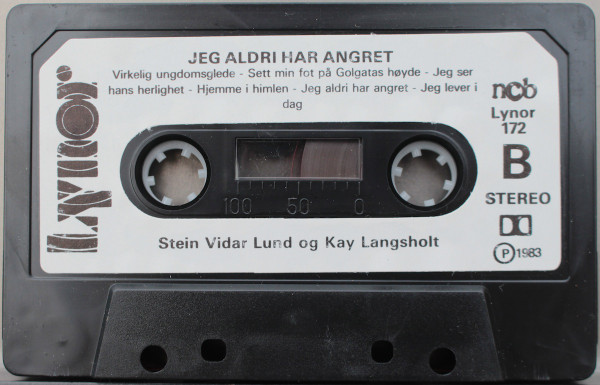 JEG ALDRI HAR ANGRET
Virkelig ungdomsglede - Sett min fot på Golgatas høyde - Jeg ser
hans herlighet - Hjemme i himlen - Jeg aldri har angret - Jeg lever i
dag
Lynor
ncb
Lynor
172
B
STEREO
P 1983
100 50 0
Stein Vidar Lund og Kay Langsholt